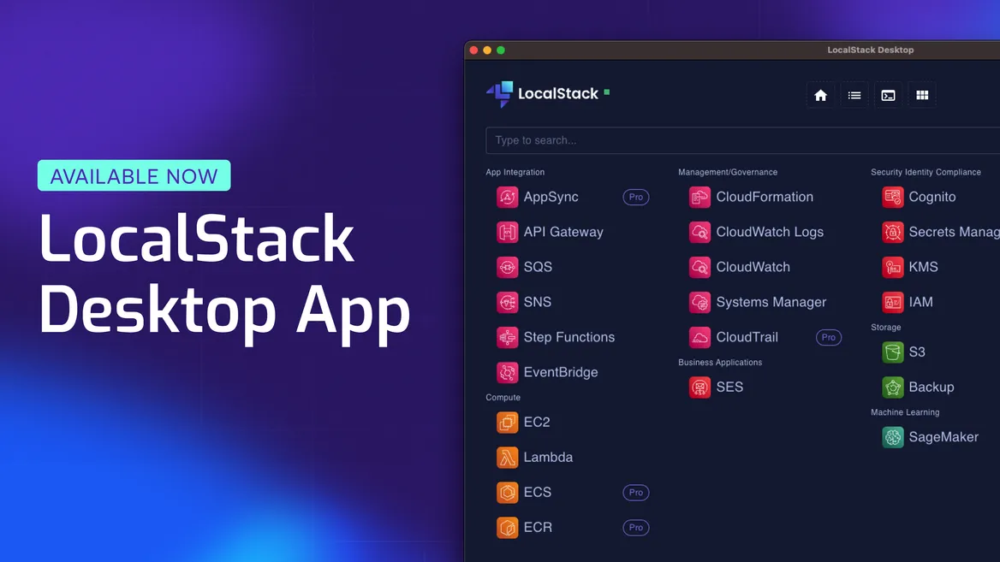 AVAILABLE NOW
LocalStack
Desktop App
LocalStack Desktop
LocalStack
Type to search...
App Integration
AppSync Pro
API Gateway
SQS
SNS
Step Functions
EventBridge
Compute
EC2
Lambda
ECS Pro
ECR Pro
Management/Governance
CloudFormation
CloudWatch Logs
CloudWatch
Systems Manager
CloudTrail Pro
Business Applications
SES
Security Identity Compliance
Cognito
Secrets Manag
KMS
IAM
Storage
S3
Backup
Machine Learning
SageMaker